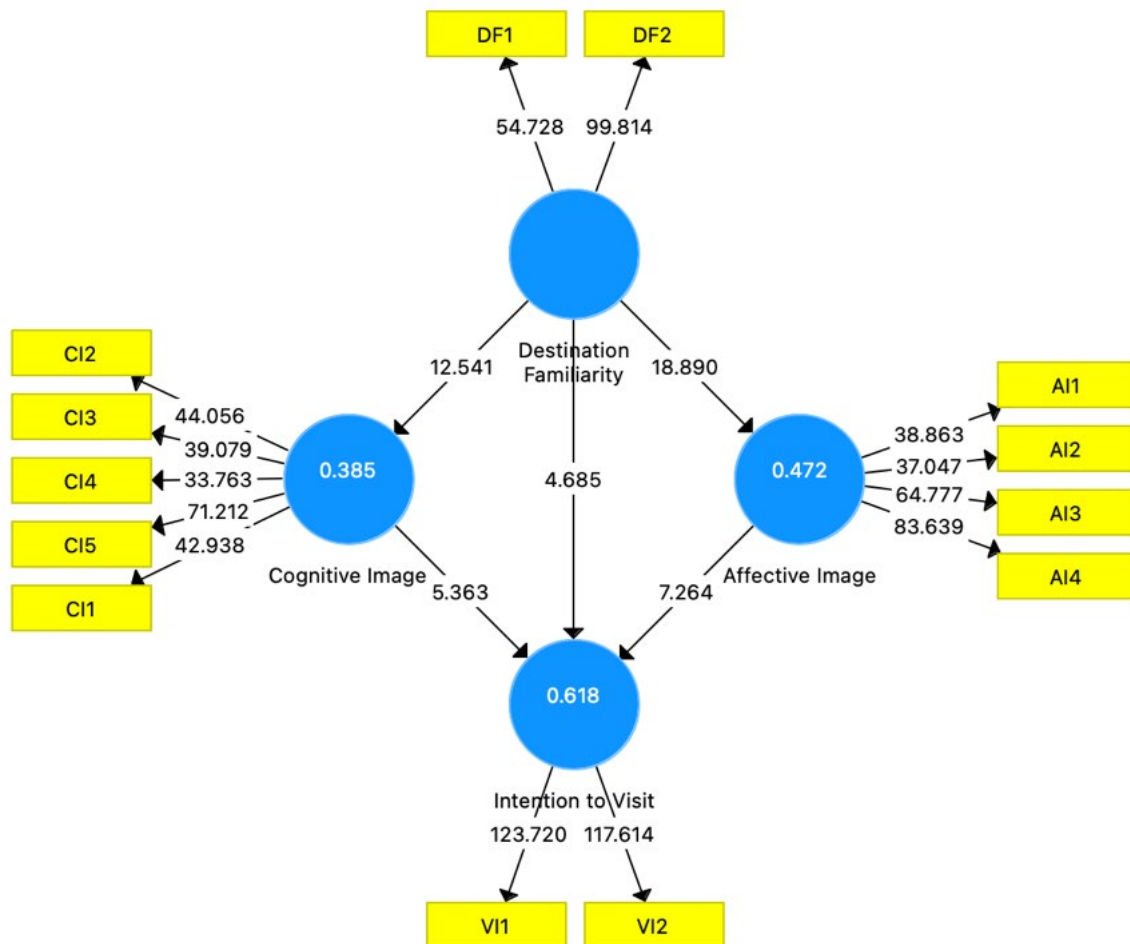 DF1 DF2
54.728 99.814
Destination
Familiarity
12.541 18.890
4.685
CI2
CI3
CI4
CI5
CI1
44.056
39.079
33.763
71.212
42.938
0.385
Cognitive Image
5.363
0.472
Affective Image
7.264
38.863
37.047
64.777
83.639
AI1
AI2
AI3
AI4
0.618
Intention to Visit
123.720 117.614
VI1 VI2